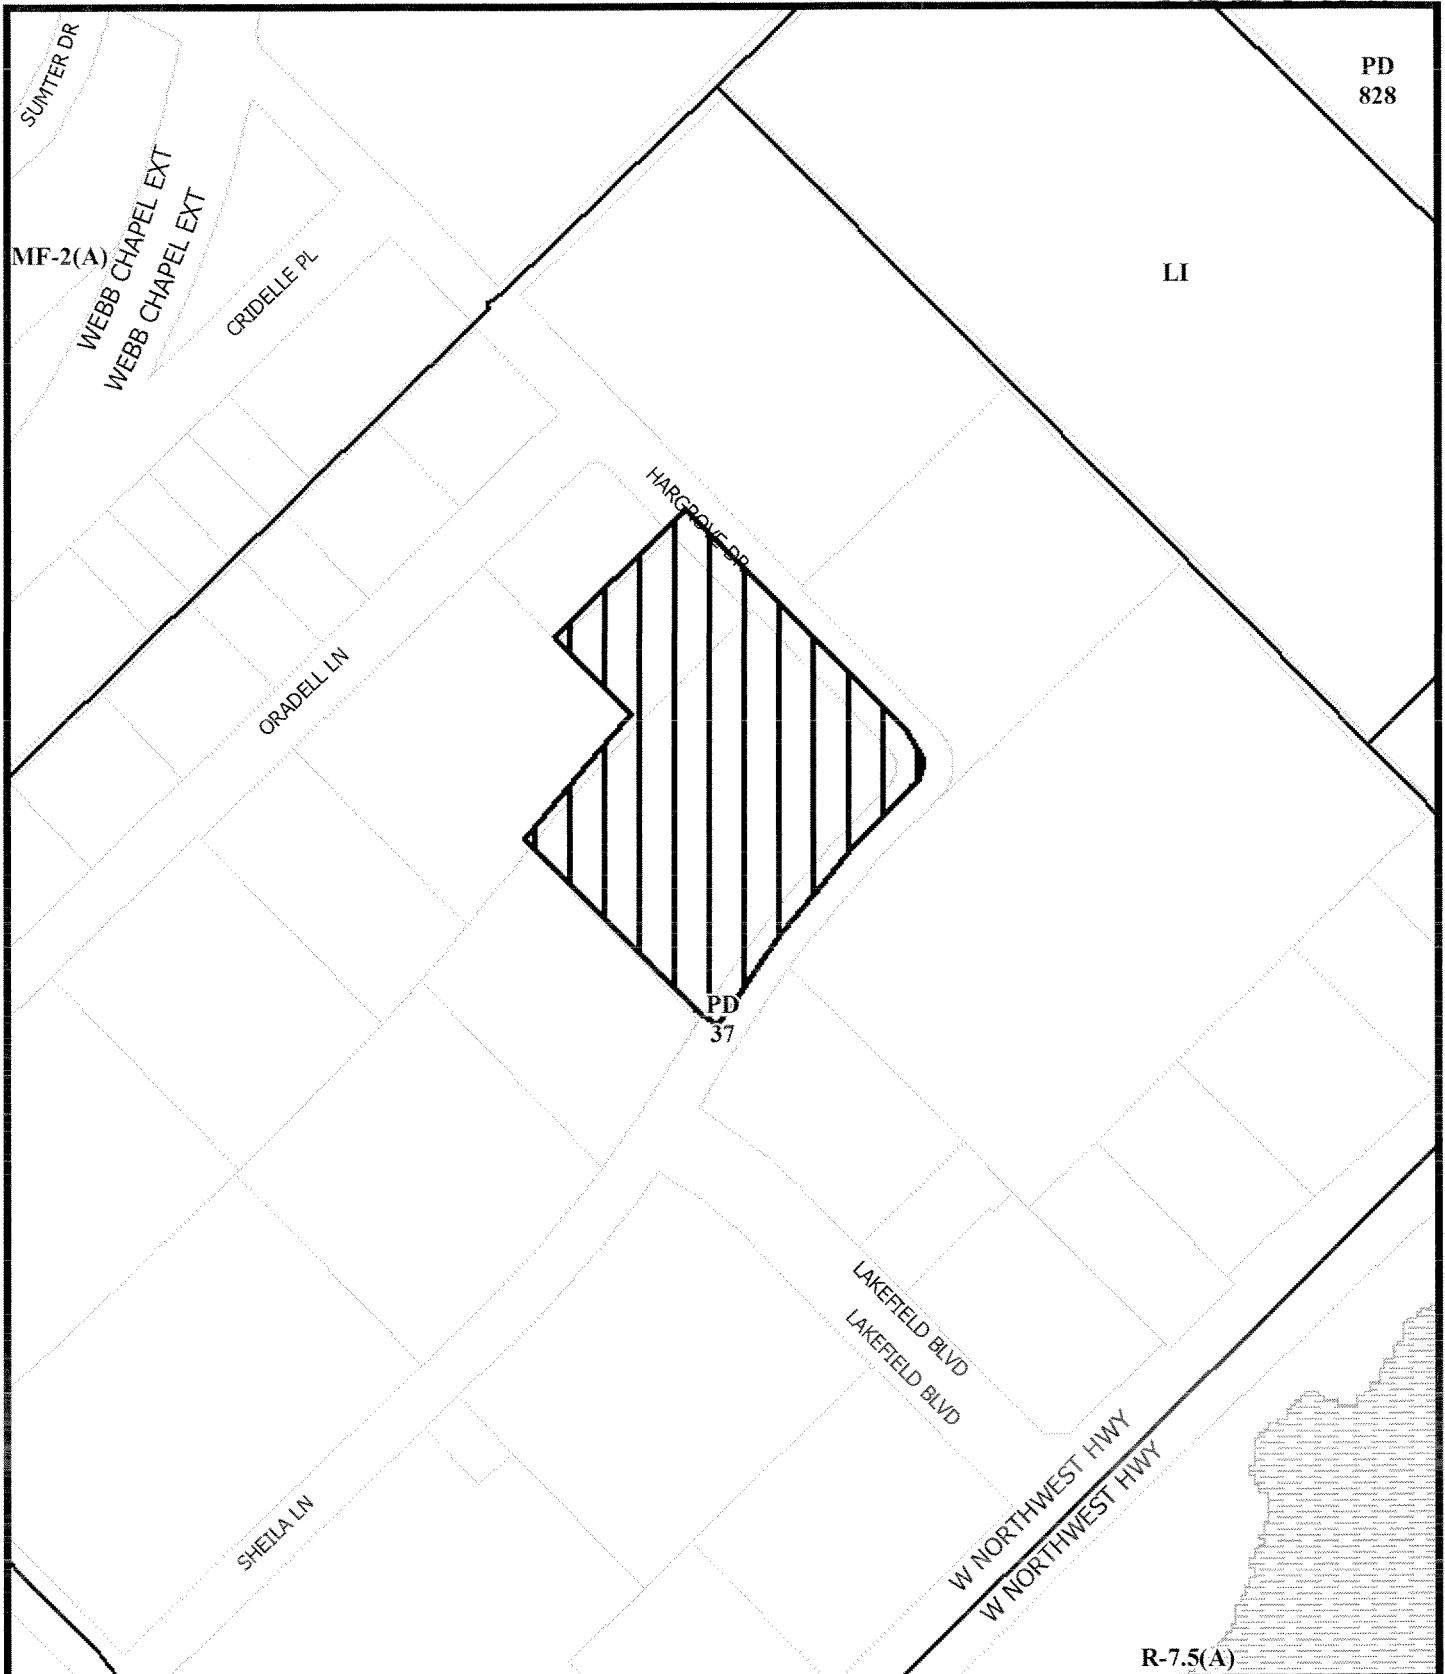 SUMTER DR
PD
828
WEBB CHAPEL EXT
WEBB CHAPEL EXT
MF-2(A)
CRIDELLE PL
LI
HARGROVE DR
ORADELL LN
PD
37
LAKEFIELD BLVD
LAKEFIELD BLVD
W NORTHWEST HWY
W NORTHWEST HWY
SHEILA LN
R-7.5(A)